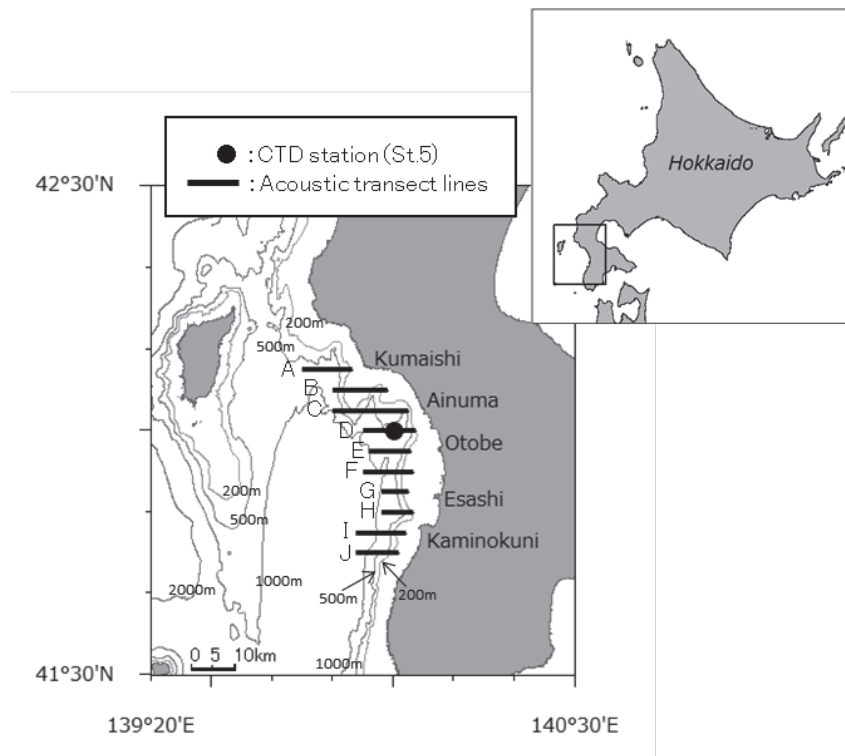 : CTD station (St.5)
: Acoustic transect lines
Hokkaido
42°30'N
200m
500m
Kumaishi
A
B
Ainuma
C
D
Otobe
E
F
200m
G
Esashi
500m
H
I
Kaminokuni
J
2000m
1000m
500m
200m
0 5 10km
1000m
41°30'N
139°20'E
140°30'E